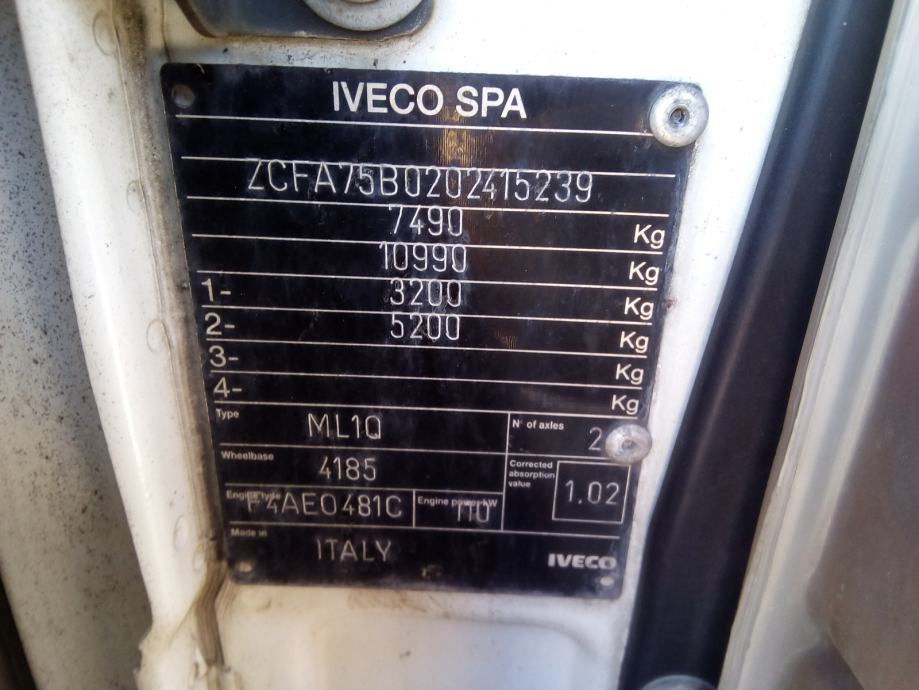 IVECO SPA
ZCFA75B0202415239
7490 Kg
10990 Kg
1- 3200 Kg
2- 5200 Kg
3- Kg
4- Kg
Type ML1Q N° of axles 2
Wheelbase 4185 Corrected absorption value 1.02
Engine type F4AE0481C Engine power kW 110
Made in ITALY IVECO